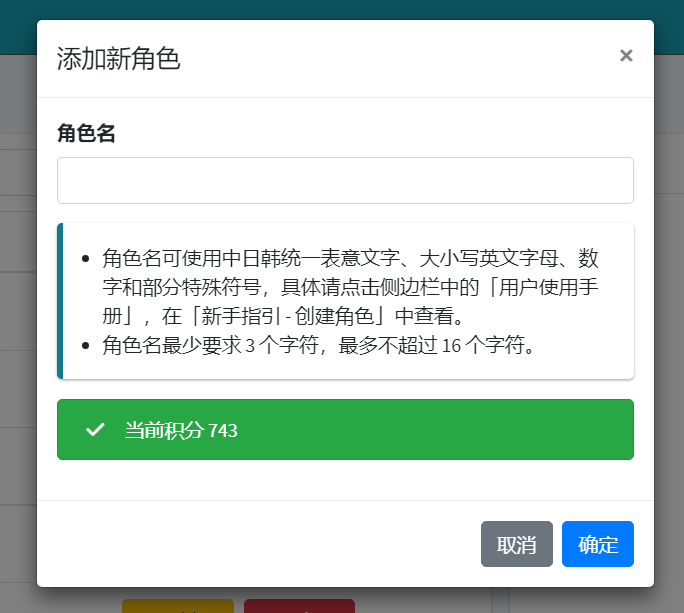 添加新角色
×
角色名
角色名可使用中日韩统一表意文字、大小写英文字母、数
字和部分特殊符号，具体请点击侧边栏中的「用户使用手
册」，在「新手指引 - 创建角色」中查看。
角色名最少要求 3 个字符，最多不超过 16 个字符。
当前积分 743
取消 确定